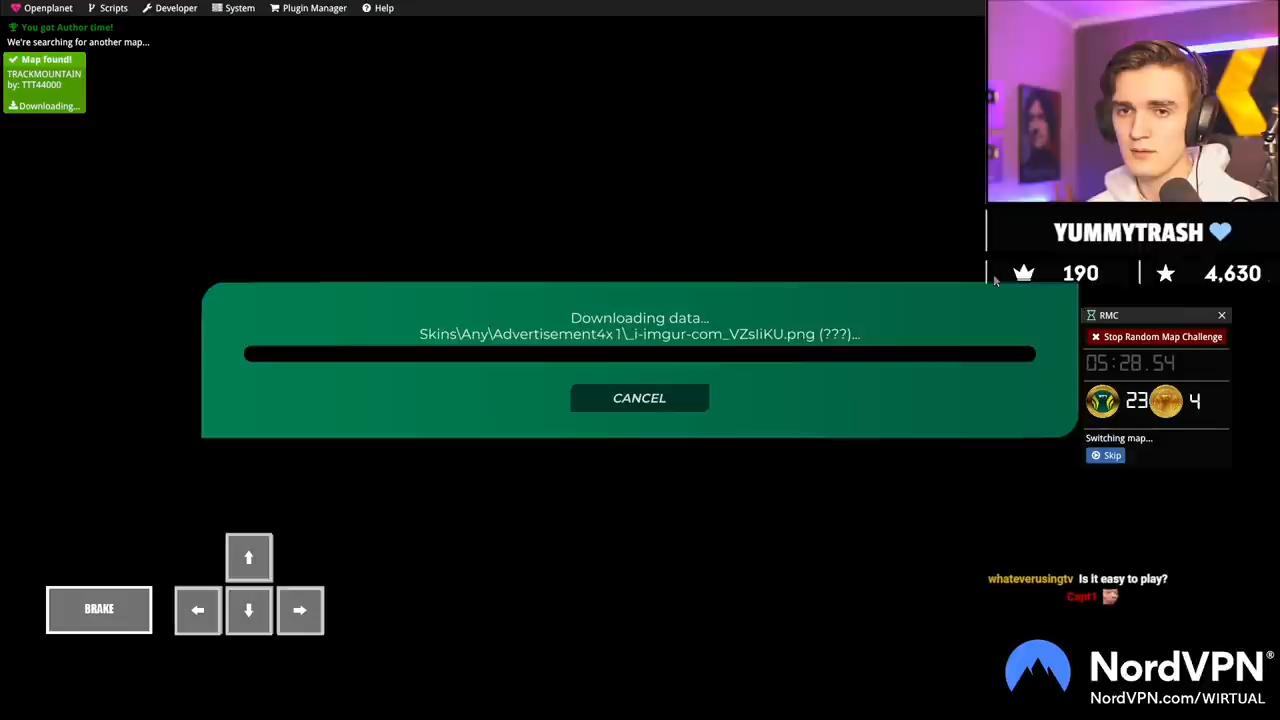 Openplanet Scripts Developer System Plugin Manager Help
You got Author time!
We're searching for another map...
Map found!
TRACKMOUNTAIN
by: TTT44000
Downloading...
YUMMYTRASH
190 4,630
Downloading data...
Skins\Any\Advertisement4x 1\_i-imgur-com_VZsIiKU.png (???)...
CANCEL
RMC
Stop Random Map Challenge
05:28.54
23 4
Switching map...
Skip
BRAKE
whateverusingtv Is it easy to play?
Capt1
NordVPN®
NordVPN.com/WIRTUAL